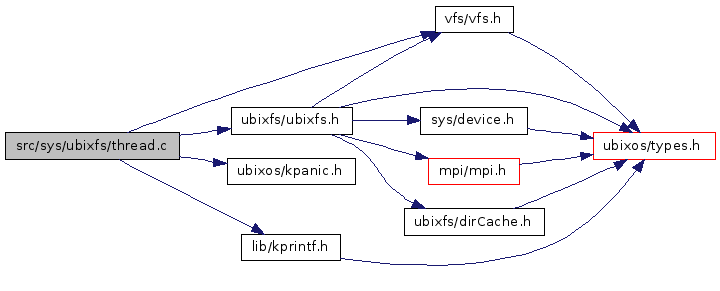 vfs/vfs.h
ubixfs/ubixfs.h
sys/device.h
src/sys/ubixfs/thread.c
ubixos/types.h
ubixos/kpanic.h
mpi/mpi.h
ubixfs/dirCache.h
lib/kprintf.h